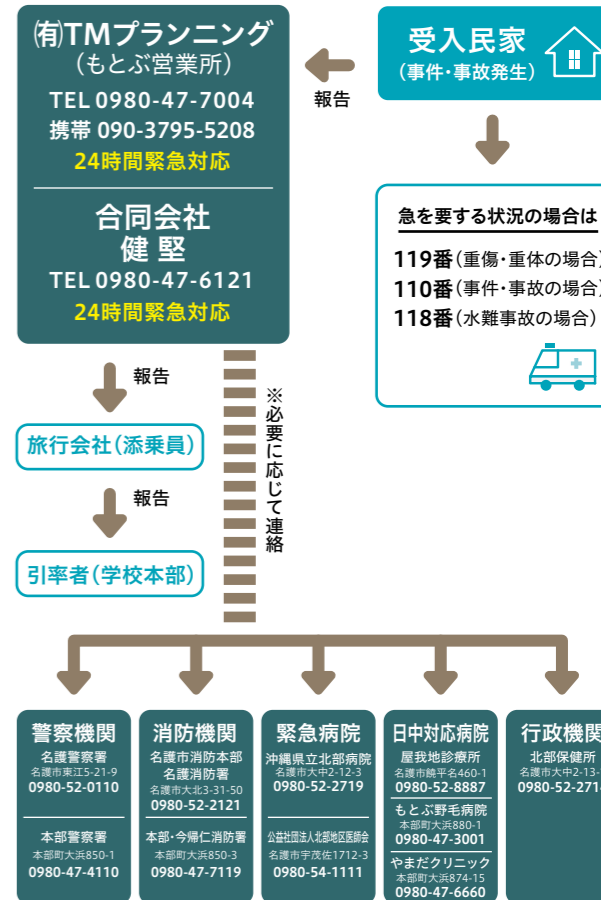 ㈲TMプランニング
(もとぶ営業所)
TEL 0980-47-7004
携帯 090-3795-5208
24時間緊急対応
合同会社
健堅
TEL 0980-47-6121
24時間緊急対応
報告
受入民家
(事件・事故発生)
急を要する状況の場合は
119番(重傷・重体の場合)
110番(事件・事故の場合)
118番(水難事故の場合)
報告
旅行会社(添乗員)
報告
引率者(学校本部)
※必要に応じて連絡
警察機関
名護警察署
名護市東江5-21-9
0980-52-0110
本部警察署
本部町大浜850-1
0980-47-4110
消防機関
名護市消防本部
名護消防署
名護市大北3-31-50
0980-52-2121
本部・今帰仁消防署
本部町大浜850-3
0980-47-7119
緊急病院
沖縄県立北部病院
名護市大中2-12-3
0980-52-2719
公益社団法人北部地区医師会
名護市宇茂佐1712-3
0980-54-1111
日中対応病院
屋我地診療所
名護市饒平名460-1
0980-52-8887
もとぶ野毛病院
本部町大浜880-1
0980-47-3001
やまだクリニック
本部町大浜874-15
0980-47-6660
行政機関
北部保健所
名護市大中2-13-
0980-52-271